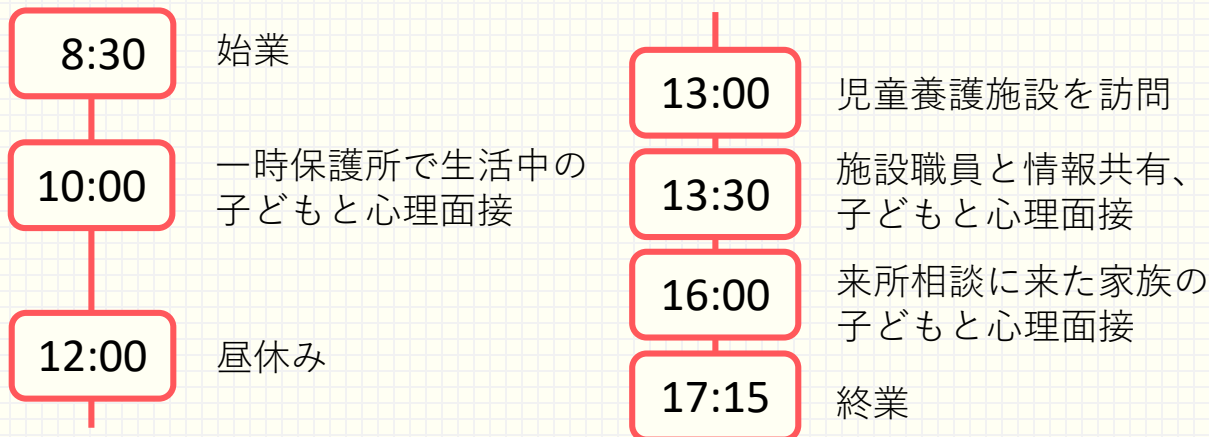 8:30
始業
10:00
一時保護所で生活中の
子どもと心理面接
12:00
昼休み
13:00
児童養護施設を訪問
13:30
施設職員と情報共有、
子どもと心理面接
16:00
来所相談に来た家族の
子どもと心理面接
17:15
終業